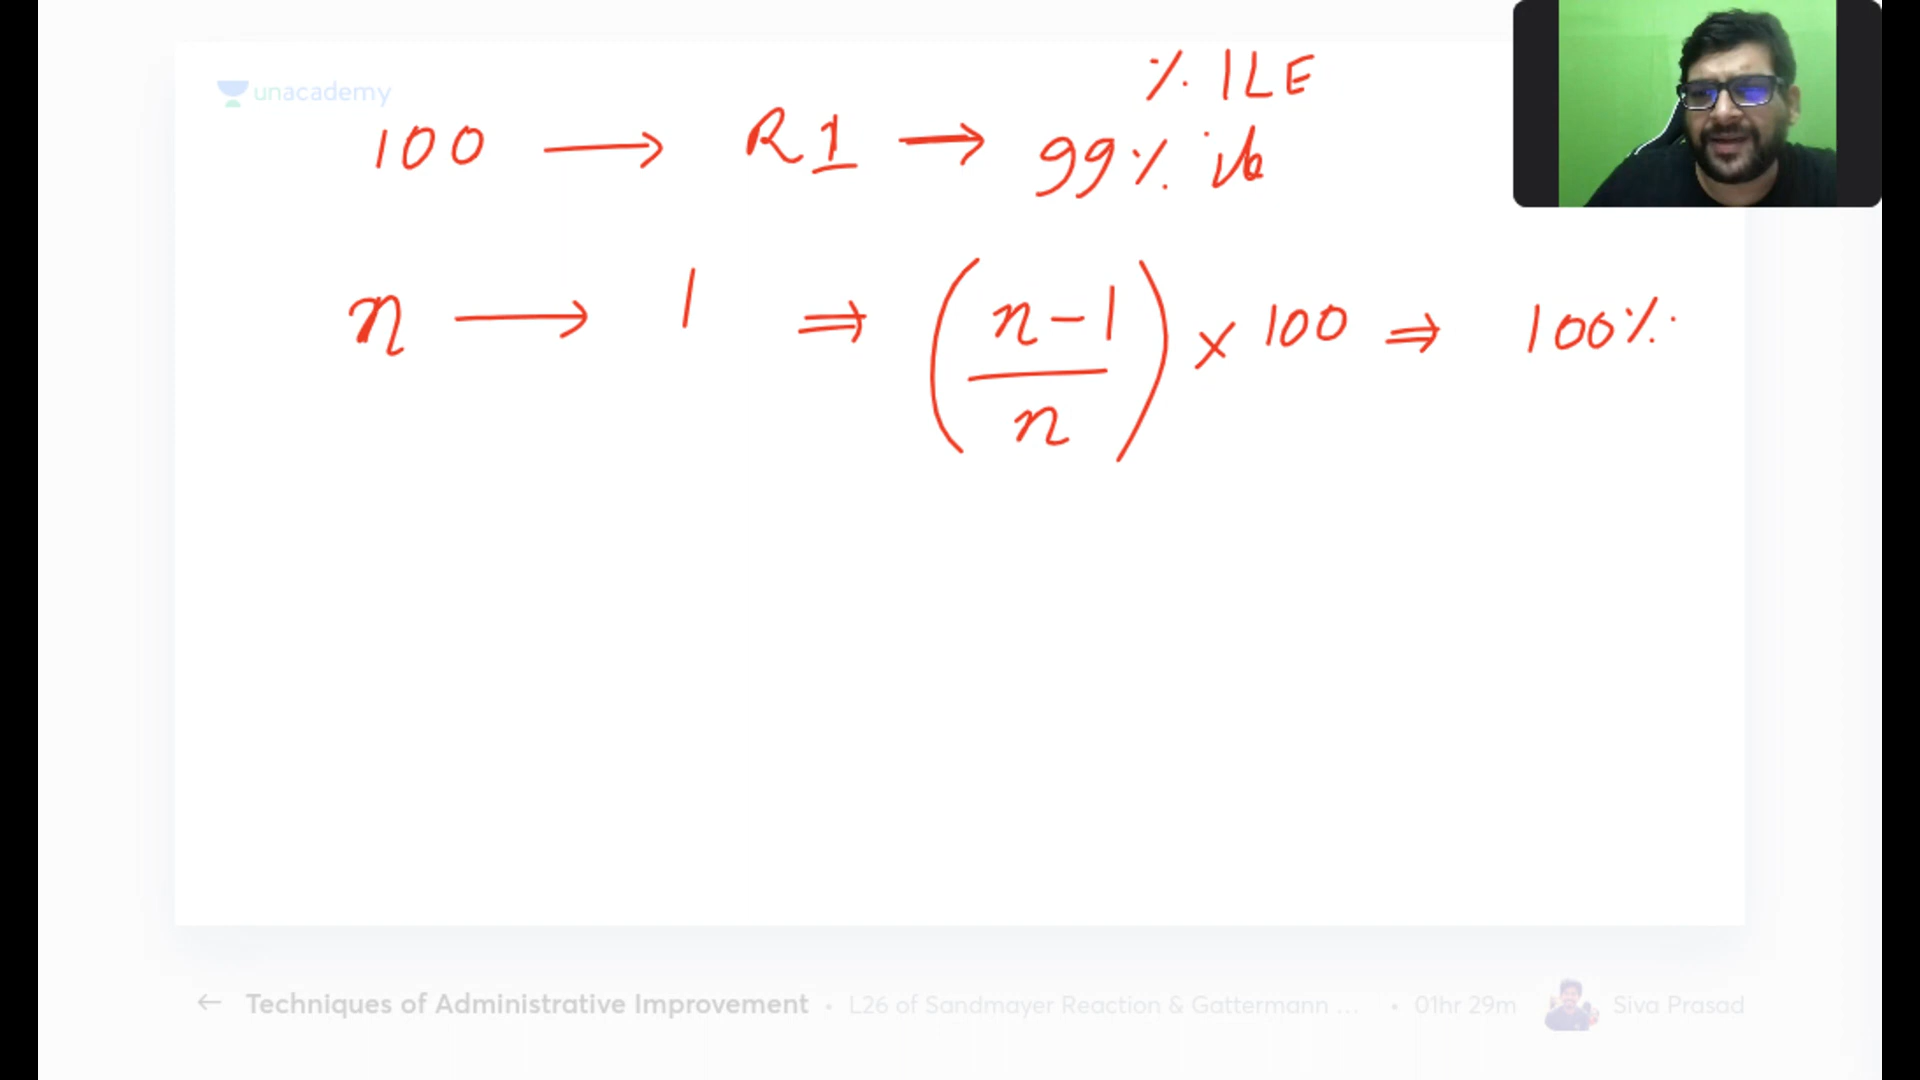 % ILE
unacademy
100 → R1 → 99% ile
n → 1 ⇒ (n-1/n) × 100 ⇒ 100%
← Techniques of Administrative Improvement • L26 of Sandmayer Reaction & Gattermann ... • 01hr 29m Siva Prasad